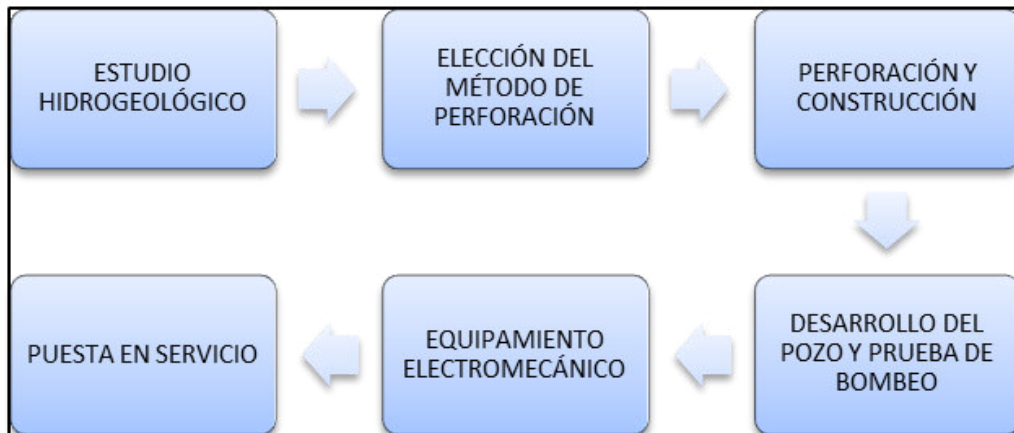 ESTUDIO
HIDROGEOLÓGICO
ELECCIÓN DEL
MÉTODO DE
PERFORACIÓN
PERFORACIÓN Y
CONSTRUCCIÓN
DESARROLLO DEL
POZO Y PRUEBA DE
BOMBEO
EQUIPAMIENTO
ELECTROMECÁNICO
PUESTA EN SERVICIO